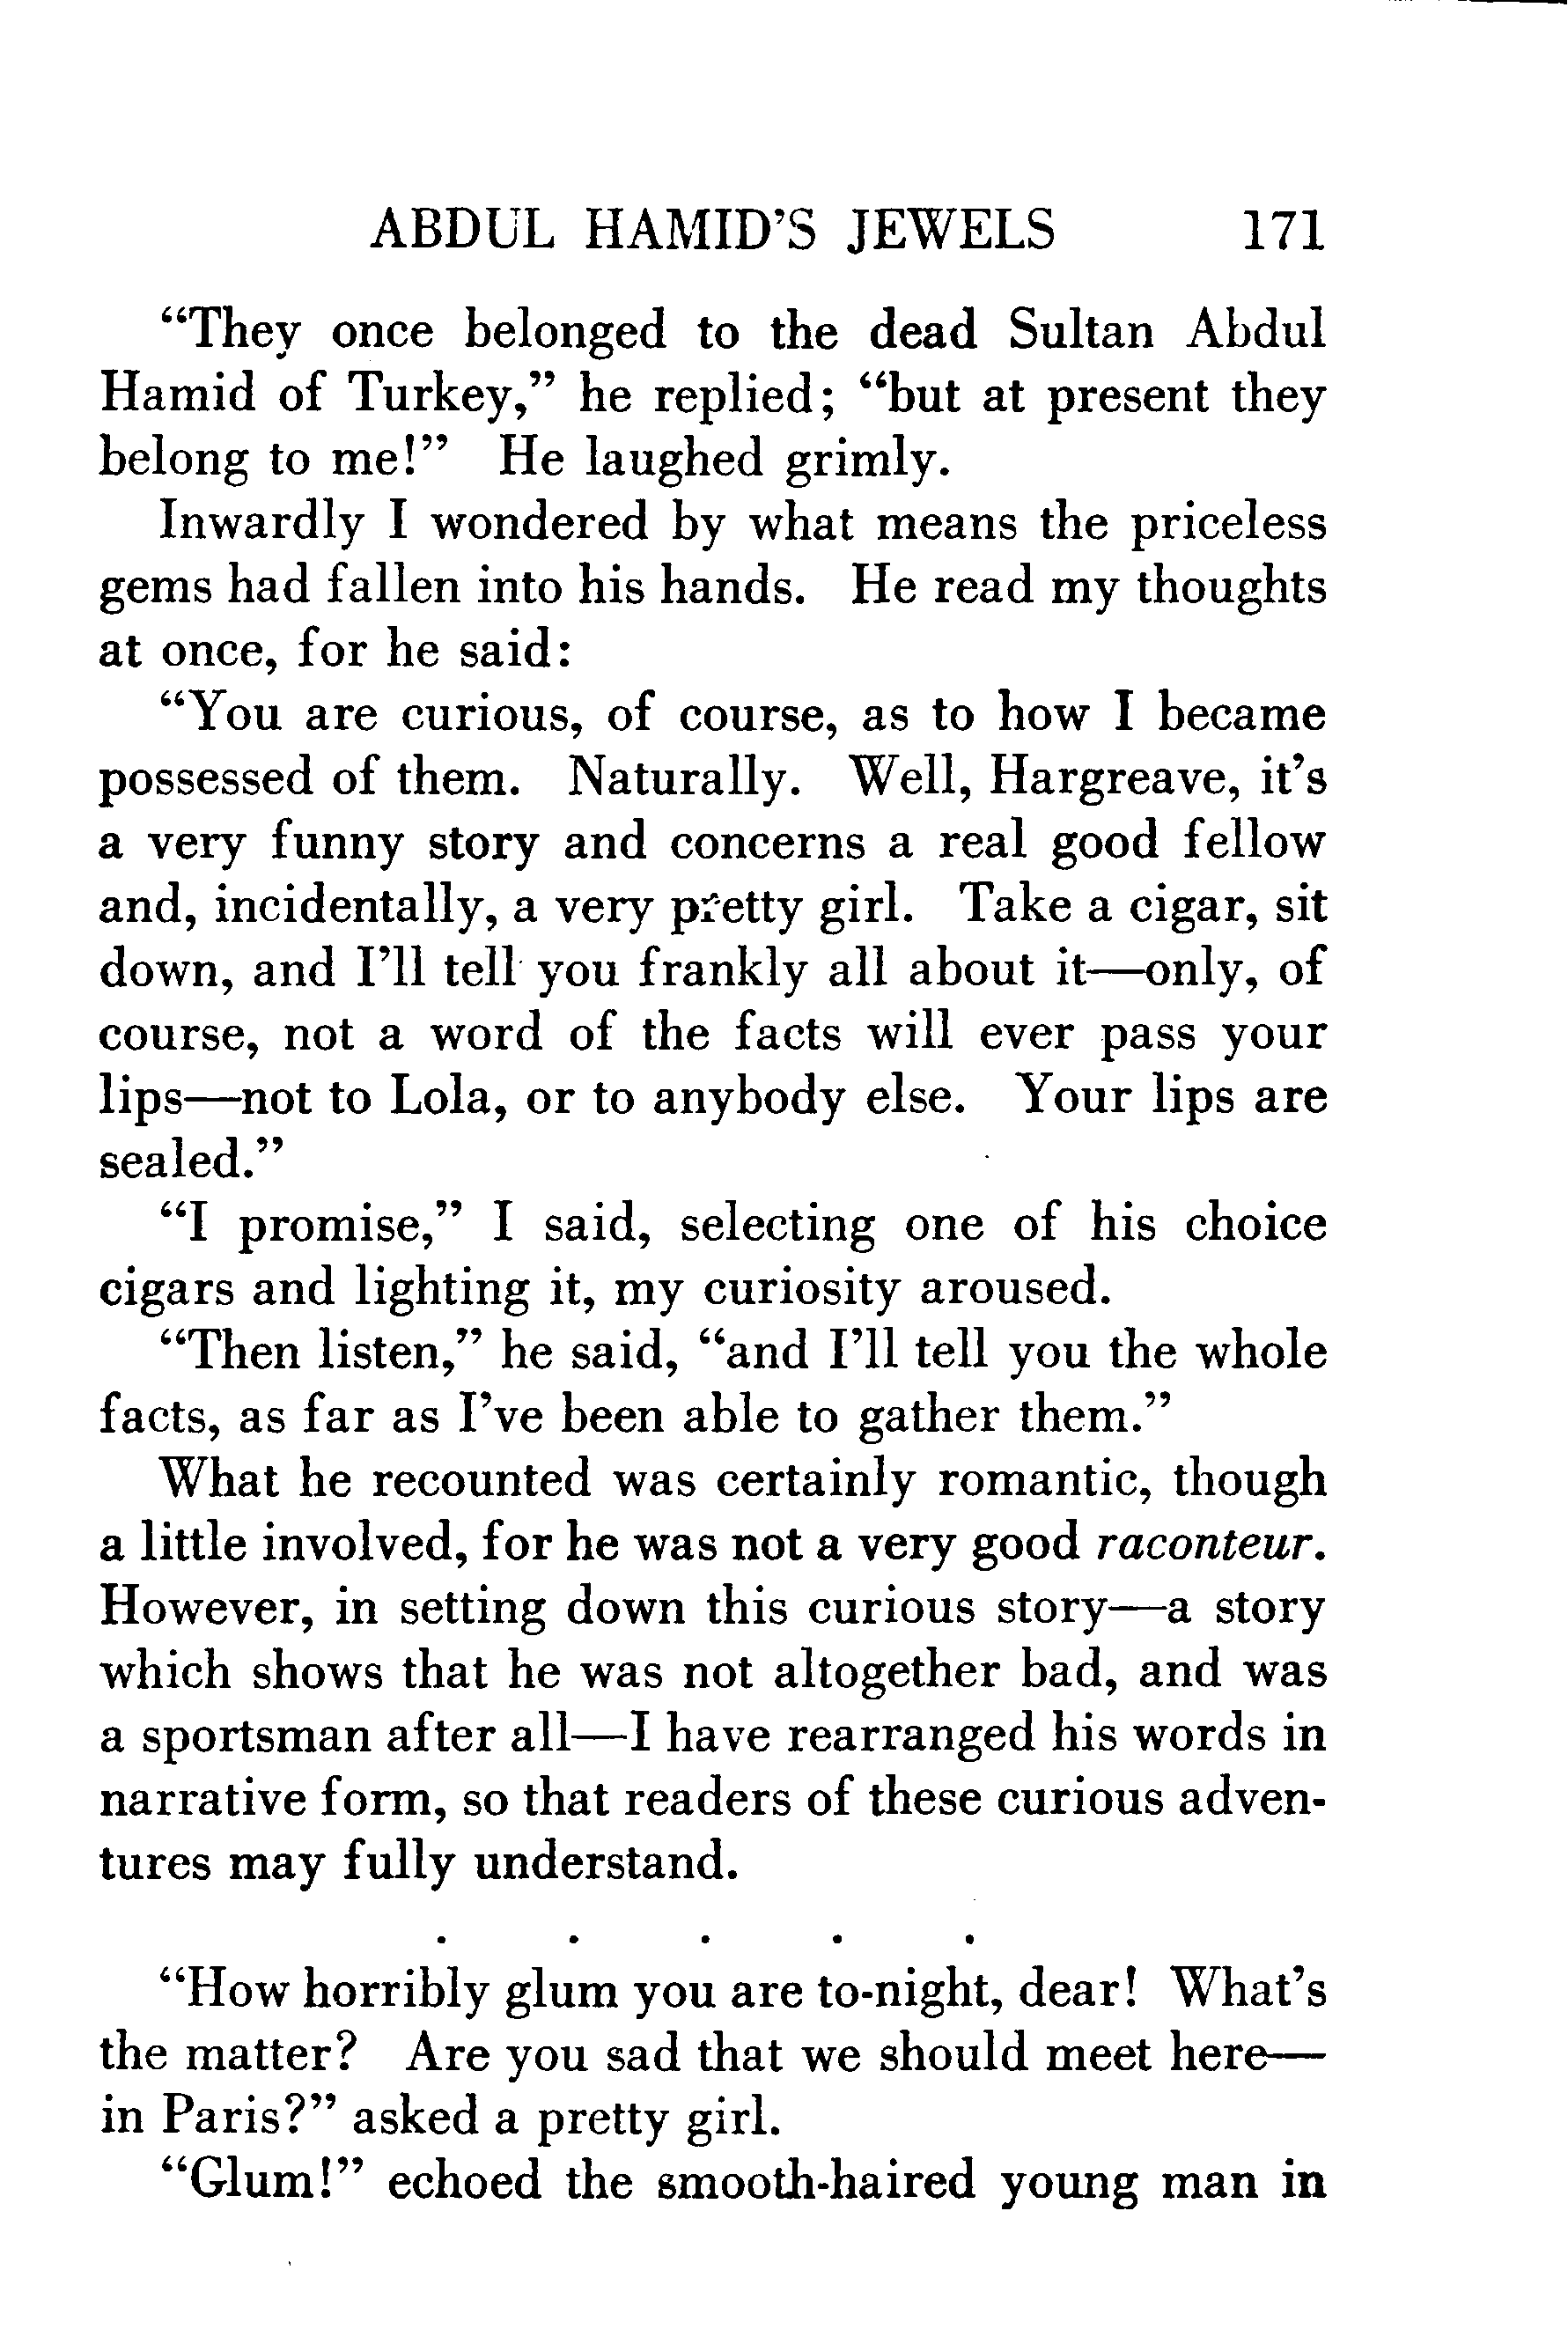 ABDUL HAMID'S JEWELS 171
“They once belonged to the dead Sultan Abdul
Hamid of Turkey,” he replied; “but at present they
belong to me!” He laughed grimly.
Inwardly I wondered by what means the priceless
gems had fallen into his hands. He read my thoughts
at once, for he said:
“You are curious, of course, as to how I became
possessed of them. Naturally. Well, Hargreave, it’s
a very funny story and concerns a real good fellow
and, incidentally, a very pretty girl. Take a cigar, sit
down, and I’ll tell you frankly all about it—only, of
course, not a word of the facts will ever pass your
lips—not to Lola, or to anybody else. Your lips are
sealed.”
“I promise,” I said, selecting one of his choice
cigars and lighting it, my curiosity aroused.
“Then listen,” he said, “and I’ll tell you the whole
facts, as far as I’ve been able to gather them.”
What he recounted was certainly romantic, though
a little involved, for he was not a very good raconteur.
However, in setting down this curious story—a story
which shows that he was not altogether bad, and was
a sportsman after all—I have rearranged his words in
narrative form, so that readers of these curious adven-
tures may fully understand.
. . . . .
“How horribly glum you are to-night, dear! What’s
the matter? Are you sad that we should meet here—
in Paris?” asked a pretty girl.
“Glum!” echoed the smooth-haired young man in